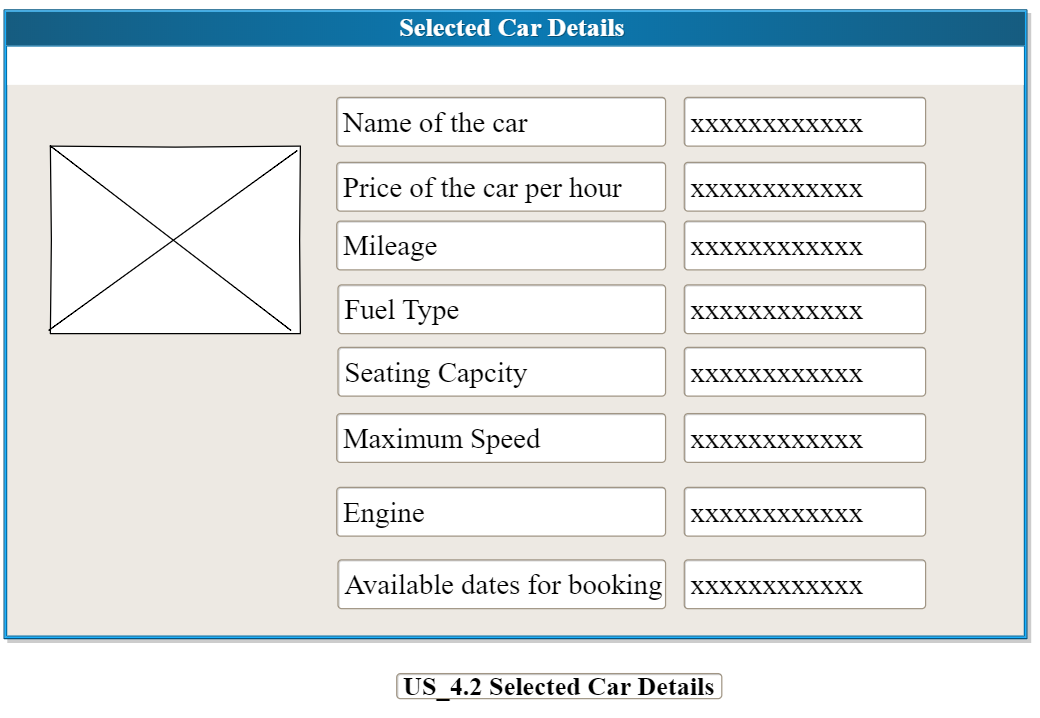 Selected Car Details
Name of the car xxxxxxxxxxxx
Price of the car per hour xxxxxxxxxxxx
Mileage xxxxxxxxxxxx
Fuel Type xxxxxxxxxxxx
Seating Capcity xxxxxxxxxxxx
Maximum Speed xxxxxxxxxxxx
Engine xxxxxxxxxxxx
Available dates for booking xxxxxxxxxxxx
US_4.2 Selected Car Details